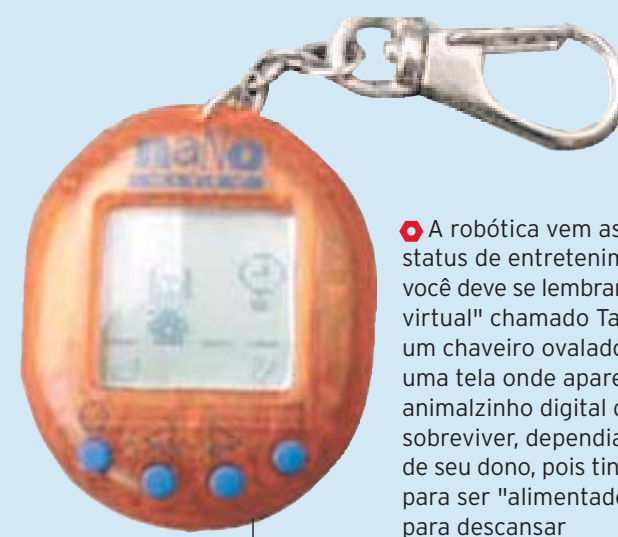 nano
A robótica vem as
status de entretenim
você deve se lembrar
virtual" chamado Ta
um chaveiro ovalado
uma tela onde apare
animalzinho digital q
sobreviver, dependia
de seu dono, pois tin
para ser "alimentado
para descansar